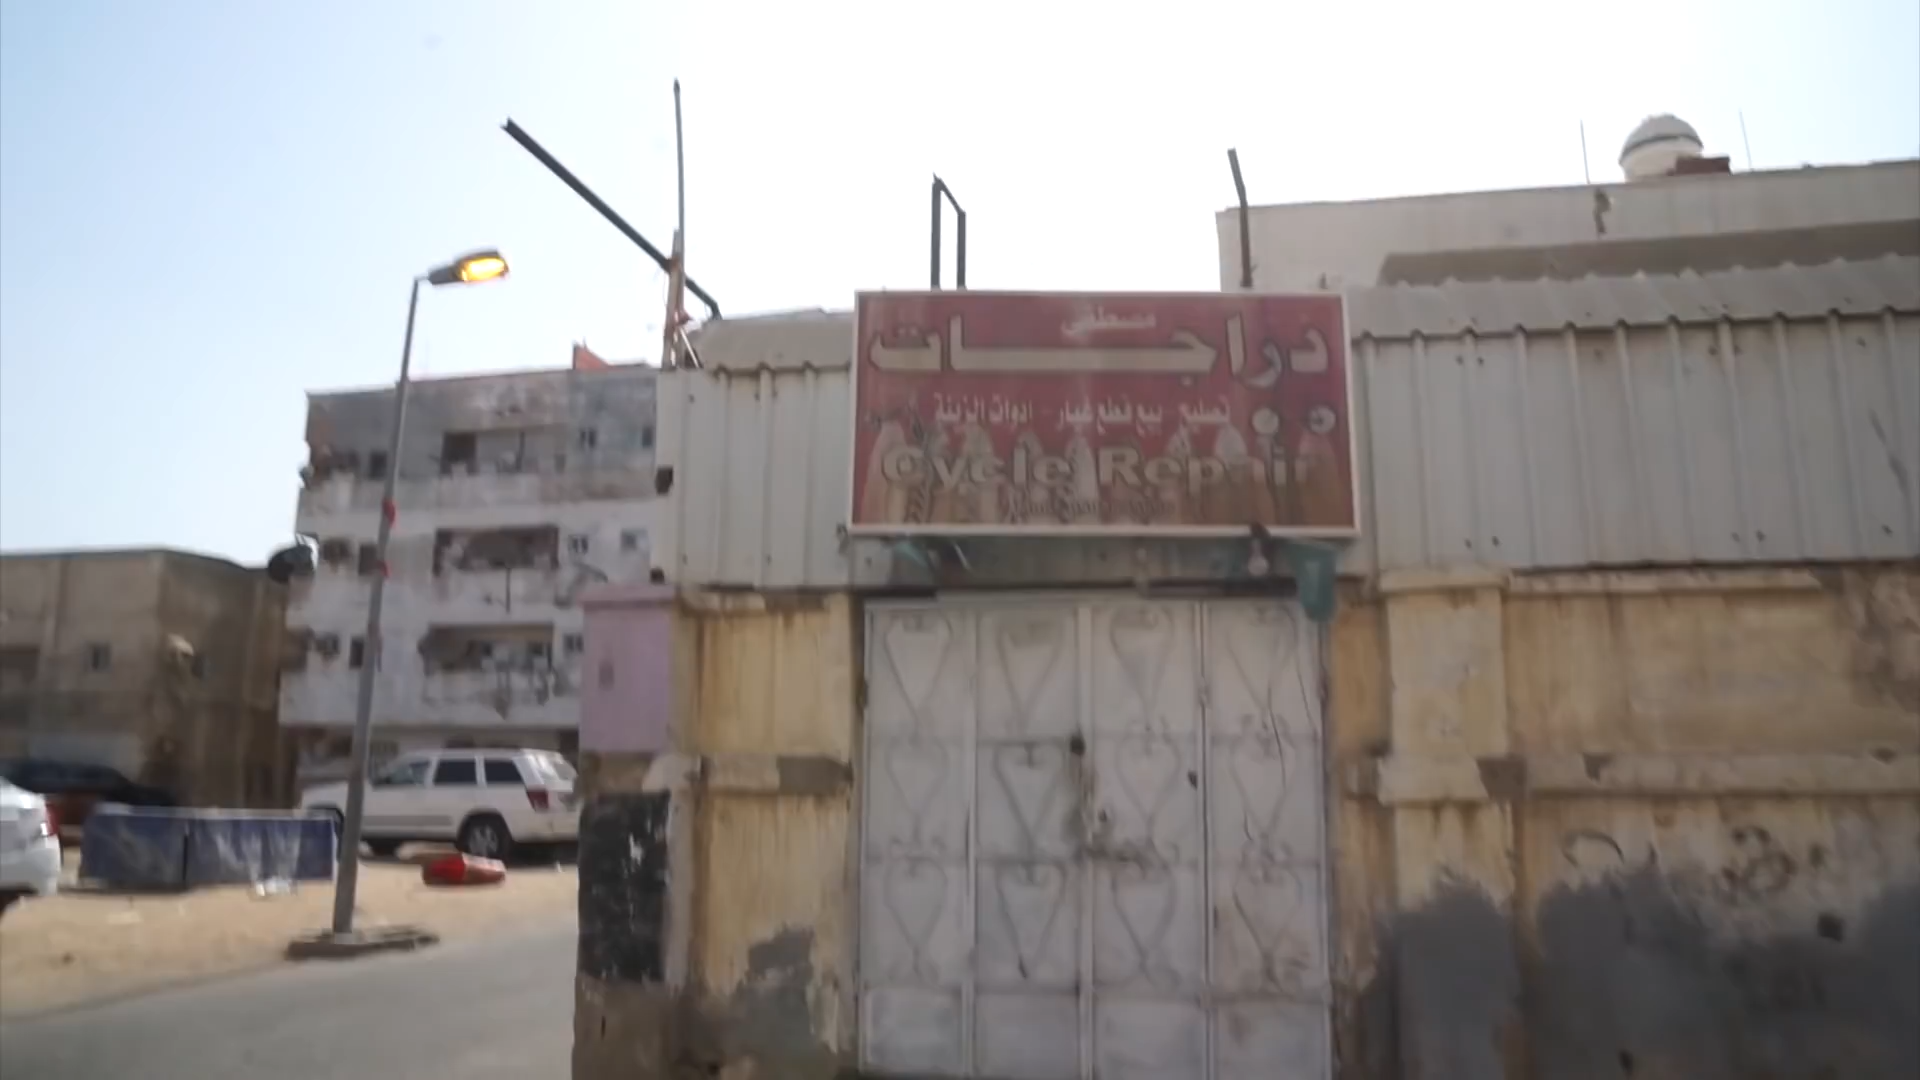 مصطفى
دراجات
تصليح - بيع قطع غيار - ادوات الزينة
Cycle Repair